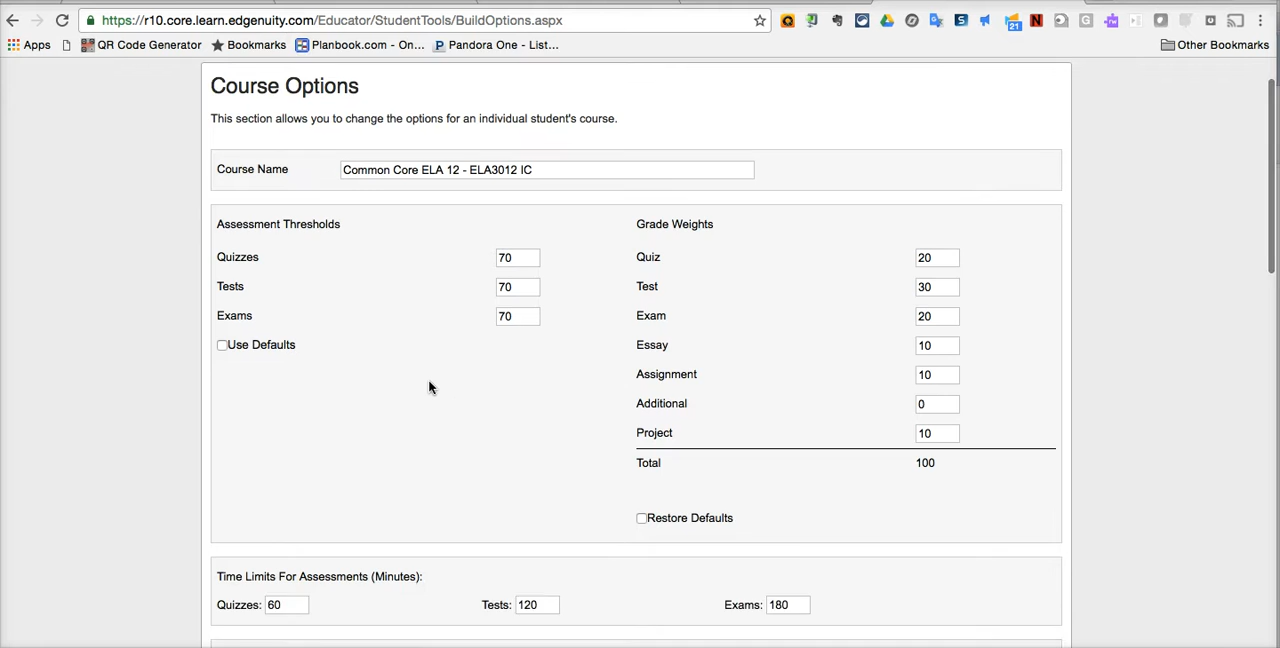 https://r10.core.learn.edgenuity.com/Educator/StudentTools/BuildOptions.aspx
21
Apps QR Code Generator Bookmarks Planbook.com - On... Pandora One - List... Other Bookmarks
Course Options
This section allows you to change the options for an individual student's course.
Course Name Common Core ELA 12 - ELA3012 IC
Assessment Thresholds Grade Weights
Quizzes 70 Quiz 20
Tests 70 Test 30
Exams 70 Exam 20
Use Defaults Essay 10
Assignment 10
Additional 0
Project 10
Total 100
Restore Defaults
Time Limits For Assessments (Minutes):
Quizzes: 60 Tests: 120 Exams: 180